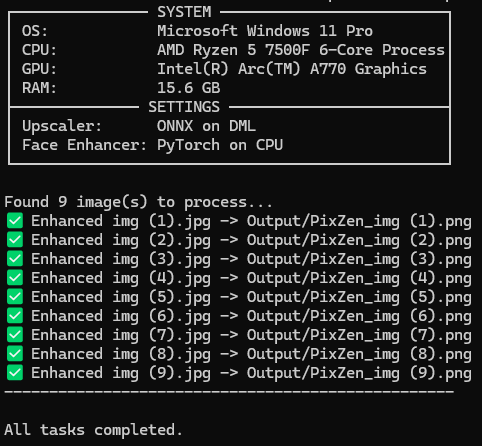 SYSTEM
OS: Microsoft Windows 11 Pro
CPU: AMD Ryzen 5 7500F 6-Core Process
GPU: Intel(R) Arc(TM) A770 Graphics
RAM: 15.6 GB
SETTINGS
Upscaler: ONNX on DML
Face Enhancer: PyTorch on CPU
Found 9 image(s) to process...
✅ Enhanced img (1).jpg -> Output/PixZen_img (1).png
✅ Enhanced img (2).jpg -> Output/PixZen_img (2).png
✅ Enhanced img (3).jpg -> Output/PixZen_img (3).png
✅ Enhanced img (4).jpg -> Output/PixZen_img (4).png
✅ Enhanced img (5).jpg -> Output/PixZen_img (5).png
✅ Enhanced img (6).jpg -> Output/PixZen_img (6).png
✅ Enhanced img (7).jpg -> Output/PixZen_img (7).png
✅ Enhanced img (8).jpg -> Output/PixZen_img (8).png
✅ Enhanced img (9).jpg -> Output/PixZen_img (9).png
--------------------------------------------------
All tasks completed.